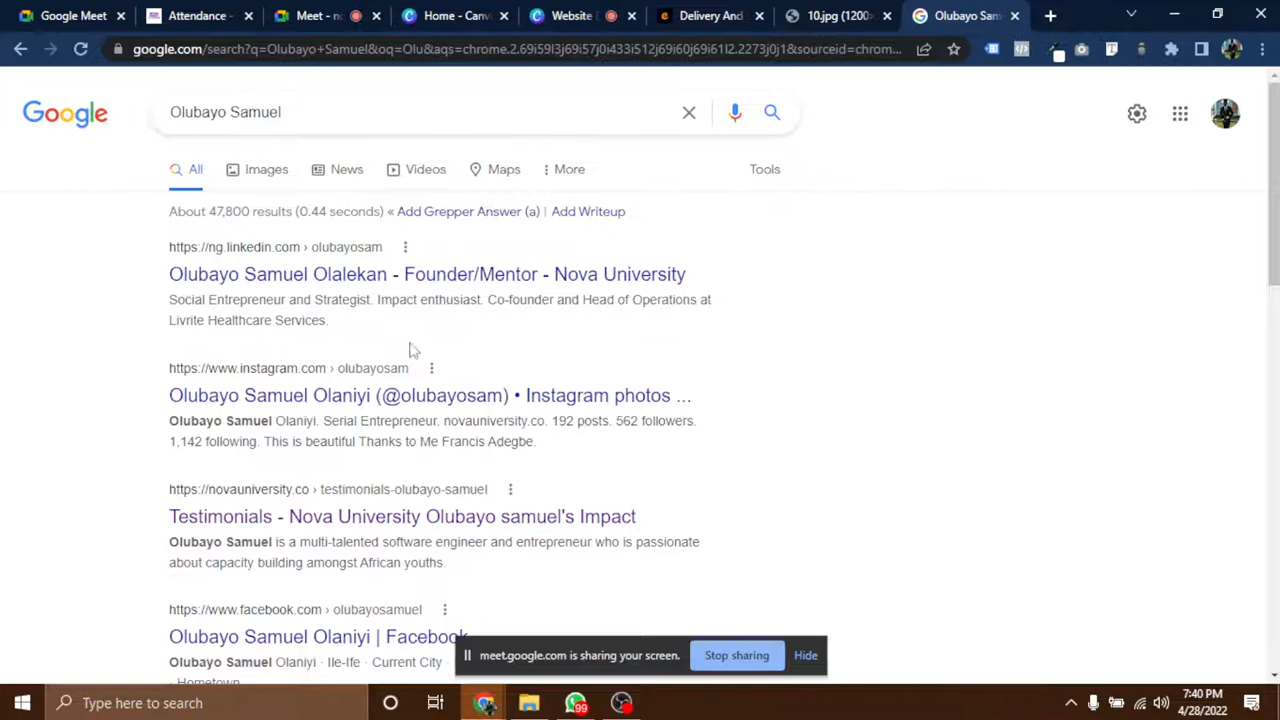 Google Meet
Attendance -
Meet - n
Home - Canv
Website
Delivery And
10.jpg (1200×
Olubayo Sam
google.com/search?q=Olubayo+Samuel&oq=Olu&aqs=chrome.2.69i59l3j69i57j0i433i512j69i60j69i61l2.2273j0j1&sourceid=chrom...
Google
Olubayo Samuel
All
Images
News
Videos
Maps
More
Tools
About 47,800 results (0.44 seconds) « Add Grepper Answer (a) | Add Writeup
https://ng.linkedin.com › olubayosam
Olubayo Samuel Olalekan - Founder/Mentor - Nova University
Social Entrepreneur and Strategist. Impact enthusiast. Co-founder and Head of Operations at
Livrite Healthcare Services.
https://www.instagram.com › olubayosam
Olubayo Samuel Olaniyi (@olubayosam) • Instagram photos ...
Olubayo Samuel Olaniyi. Serial Entrepreneur. novauniversity.co. 192 posts. 562 followers.
1,142 following. This is beautiful Thanks to Me Francis Adegbe.
https://novauniversity.co › testimonials-olubayo-samuel
Testimonials - Nova University Olubayo samuel's Impact
Olubayo Samuel is a multi-talented software engineer and entrepreneur who is passionate
about capacity building amongst African youths.
https://www.facebook.com › olubayosamuel
Olubayo Samuel Olaniyi | Facebook
Olubayo Samuel Olaniyi · Ile-Ife · Current City ·
- Hometown
meet.google.com is sharing your screen.
Stop sharing
Hide
Type here to search
99
7:40 PM
4/28/2022